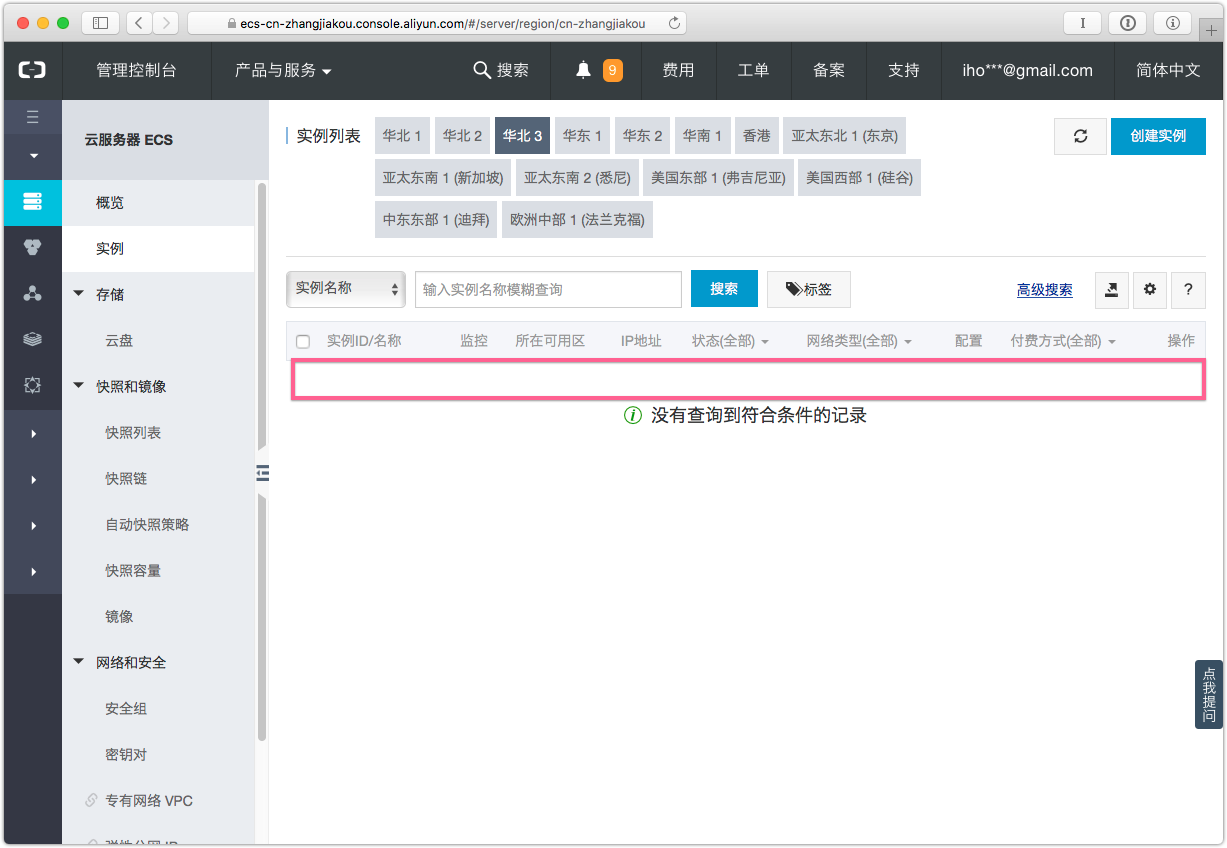 ecs-cn-zhangjiakou.console.aliyun.com/#/server/region/cn-zhangjiakou
管理控制台 产品与服务 搜索 9 费用 工单 备案 支持 iho***@gmail.com 简体中文
云服务器 ECS
概览
实例
存储
云盘
快照和镜像
快照列表
快照链
自动快照策略
快照容量
镜像
网络和安全
安全组
密钥对
专有网络 VPC
弹性公网 IP
实例列表 华北 1 华北 2 华北 3 华东 1 华东 2 华南 1 香港 亚太东北 1 (东京)
亚太东南 1 (新加坡) 亚太东南 2 (悉尼) 美国东部 1 (弗吉尼亚) 美国西部 1 (硅谷)
中东东部 1 (迪拜) 欧洲中部 1 (法兰克福)
创建实例
实例名称 输入实例名称模糊查询 搜索 标签 高级搜索 ?
实例ID/名称 监控 所在可用区 IP地址 状态(全部) 网络类型(全部) 配置 付费方式(全部) 操作
没有查询到符合条件的记录
点我提问